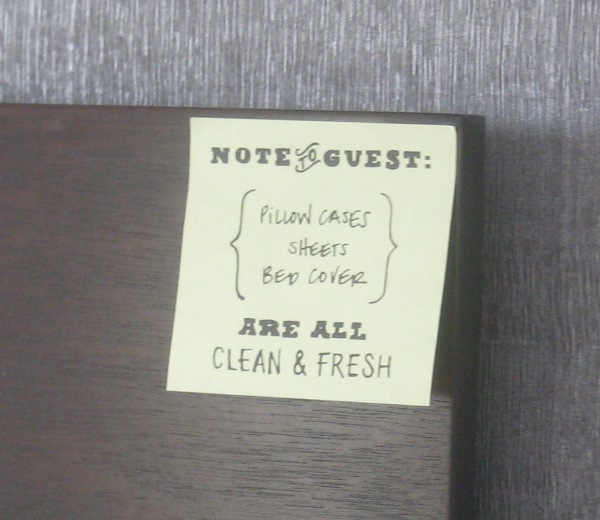 NOTE TO GUEST:
PILLOW CASES
SHEETS
BED COVER
ARE ALL
CLEAN & FRESH